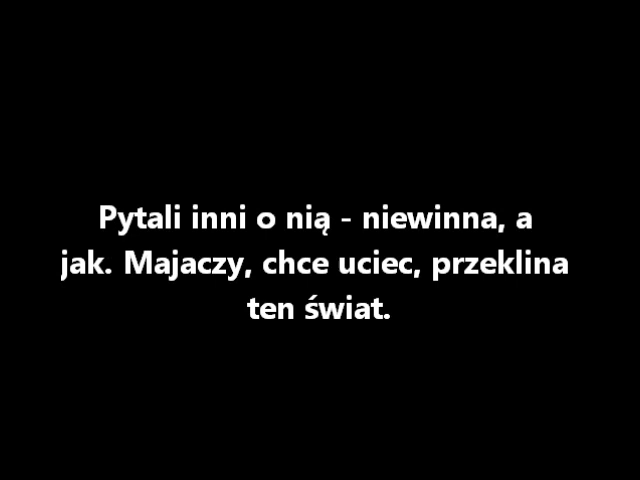 Pytali inni o nią - niewinna, a
jak. Majaczy, chce uciec, przeklina
ten świat.